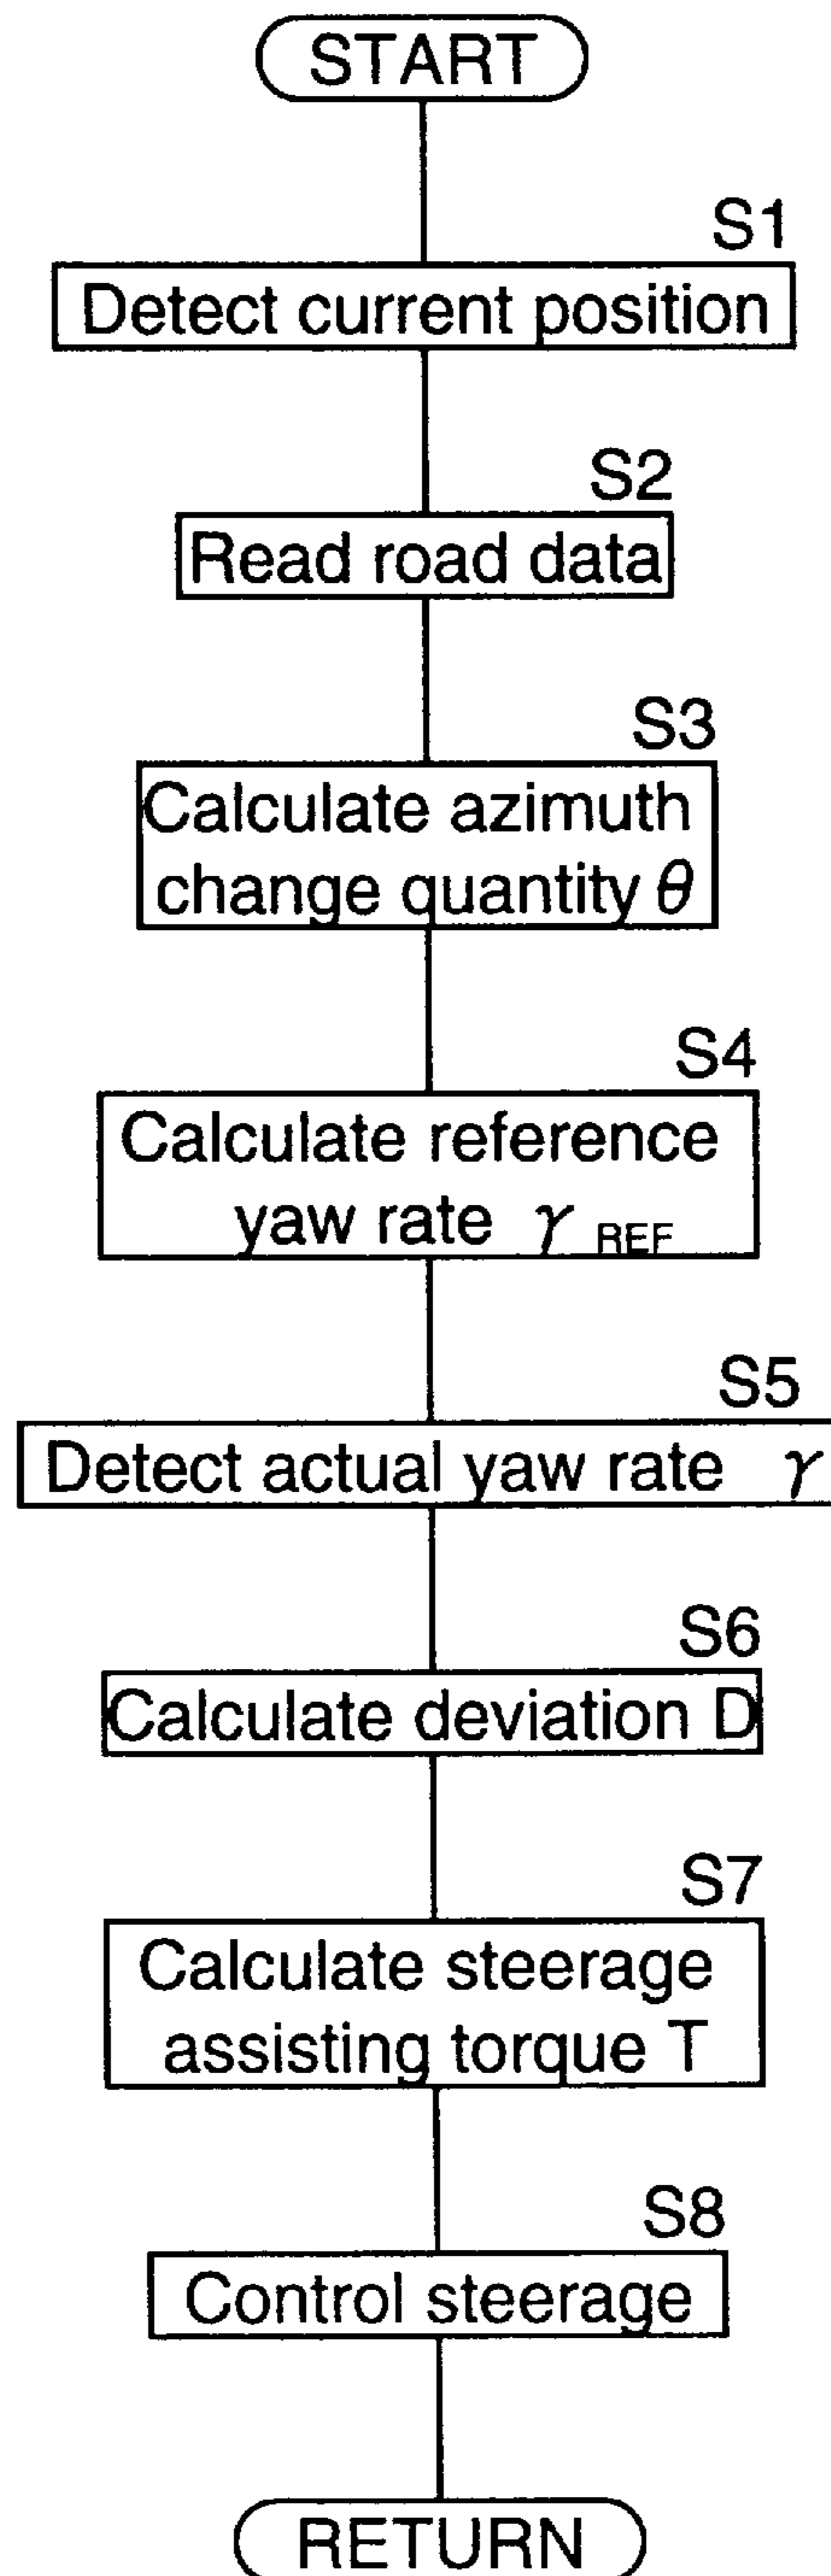 START
S1
Detect current position
S2
Read road data
S3
Calculate azimuth
change quantity θ
S4
Calculate reference
yaw rate γ REF
S5
Detect actual yaw rate γ
S6
Calculate deviation D
S7
Calculate steerage
assisting torque T
S8
Control steerage
RETURN